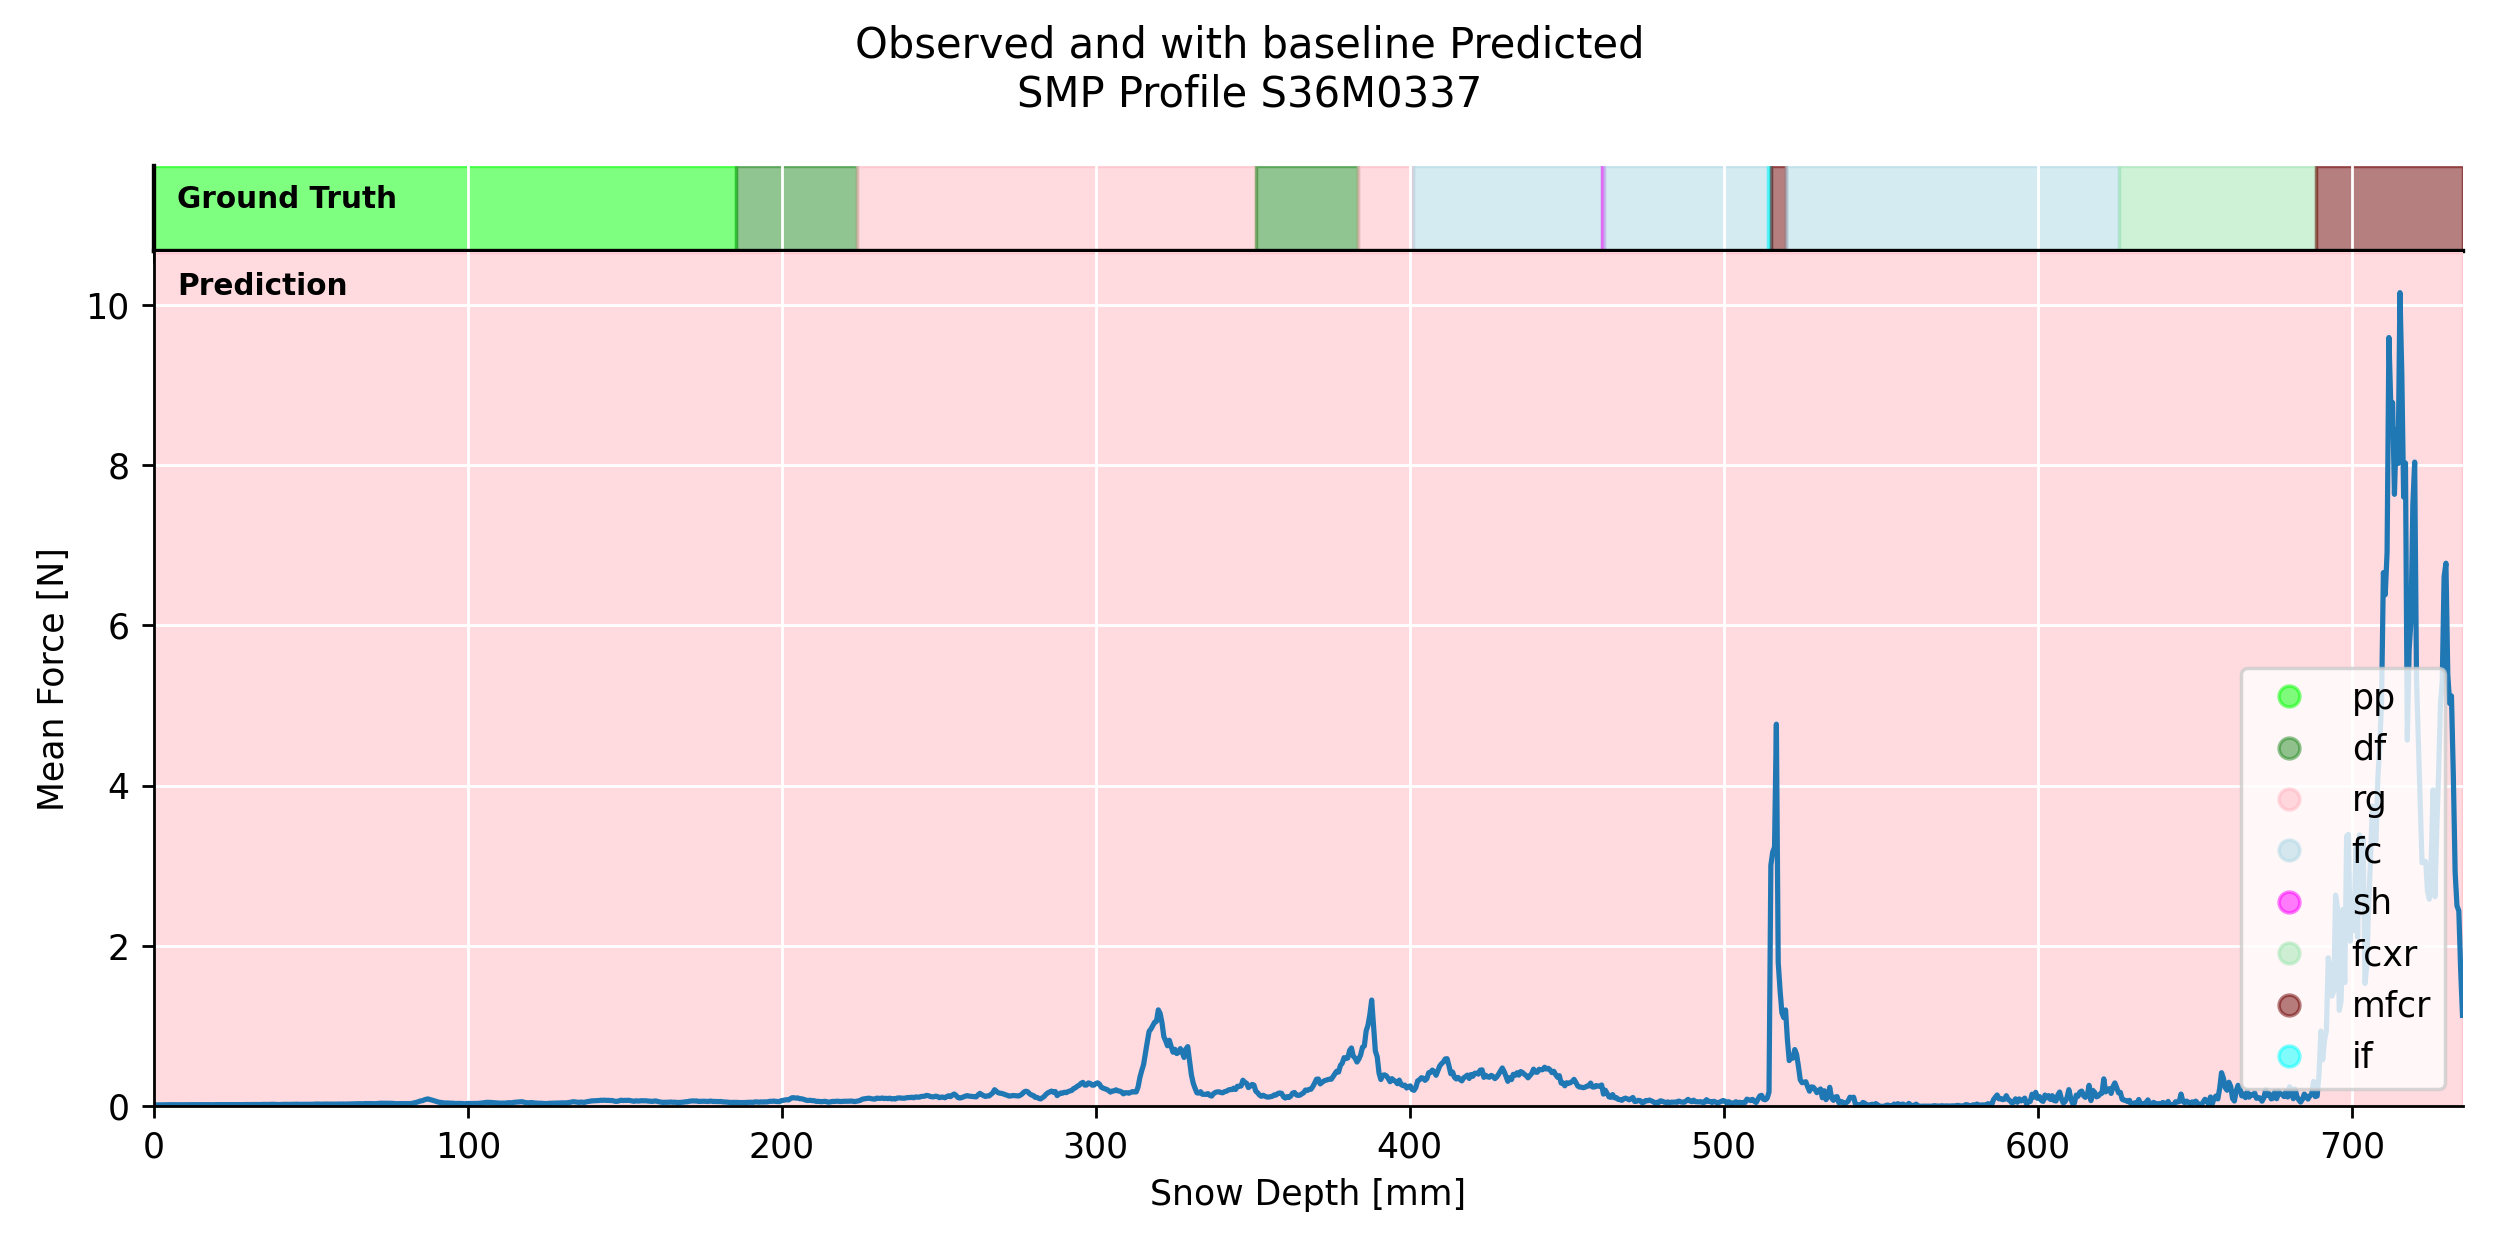 Observed and with baseline Predicted
SMP Profile S36M0337
Ground Truth
Prediction
Mean Force [N]
10
8
6
4
2
0
pp
df
rg
fc
sh
fcxr
mfcr
if
0 100 200 300 400 500 600 700
Snow Depth [mm]